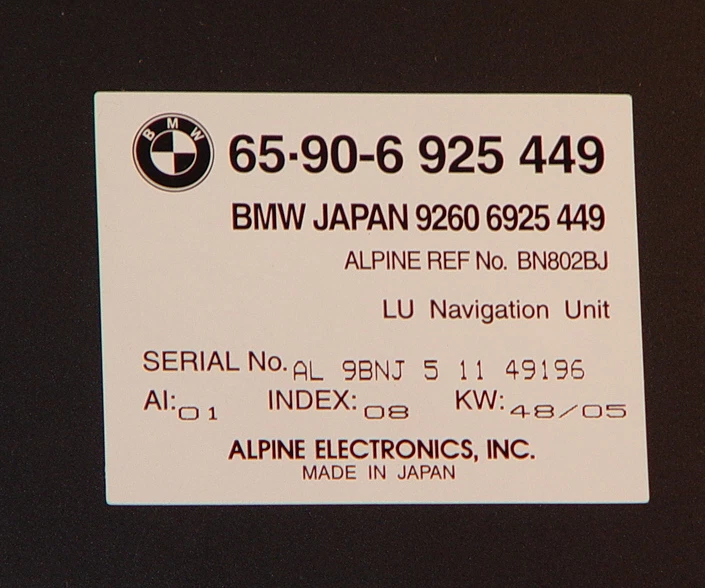 BMW
65·90-6 925 449
BMW JAPAN 9260 6925 449
ALPINE REF No. BN802BJ
LU Navigation Unit
SERIAL No. AL 9BNJ 5 11 49196
AI: 01 INDEX: 08 KW: 48/05
ALPINE ELECTRONICS, INC.
MADE IN JAPAN